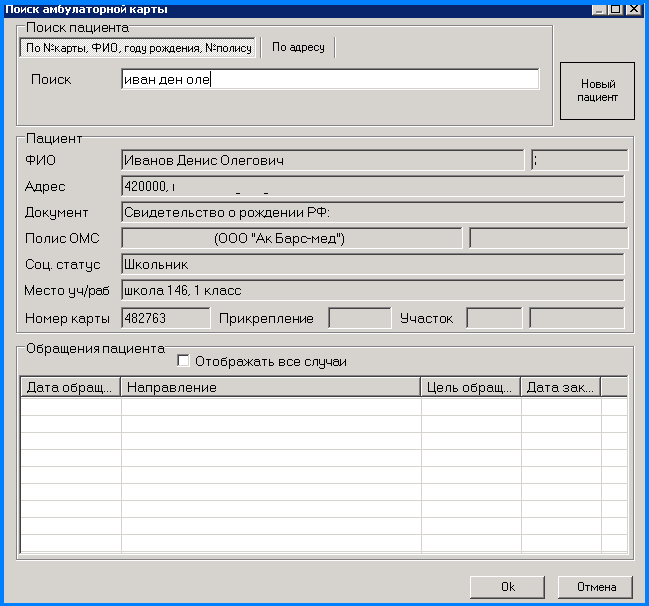 Поиск амбулаторной карты
Поиск пациента
По №карты, ФИО, году рождения, №полису
По адресу
Поиск
иван ден оле
Новый
пациент
Пациент
ФИО
Иванов Денис Олегович
Адрес
420000,
Документ
Свидетельство о рождении РФ:
Полис ОМС
(ООО "Ак Барс-мед")
Соц. статус
Школьник
Место уч/раб
школа 146, 1 класс
Номер карты
482763
Прикрепление
Участок
Обращения пациента
Отображать все случаи
Дата обращ...
Направление
Цель обращ...
Дата зак...
Ok
Отмена